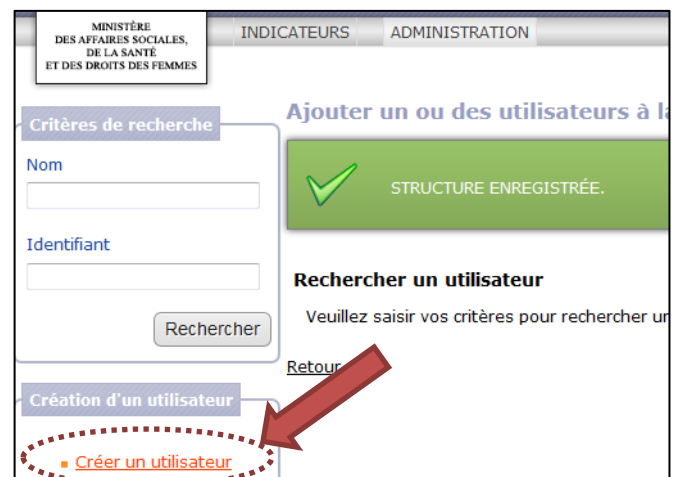 MINISTÈRE
DES AFFAIRES SOCIALES,
DE LA SANTÉ
ET DES DROITS DES FEMMES
INDICATEURS
ADMINISTRATION
Critères de recherche
Nom
Identifiant
Rechercher
Création d'un utilisateur
Créer un utilisateur
Ajouter un ou des utilisateurs à la
STRUCTURE ENREGISTRÉE.
Rechercher un utilisateur
Veuillez saisir vos critères pour rechercher un
Retour